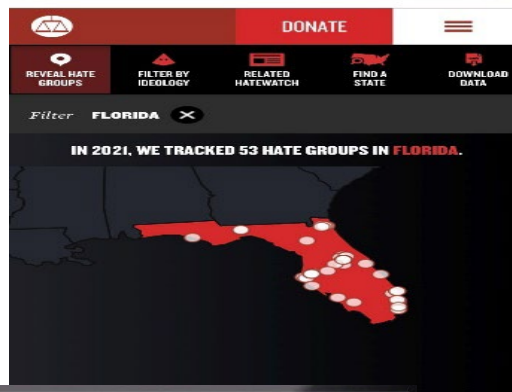 DONATE
REVEAL HATE
GROUPS
FILTER BY
IDEOLOGY
RELATED
HATEWATCH
FIND A
STATE
DOWNLOAD
DATA
Filter FLORIDA X
IN 2021, WE TRACKED 53 HATE GROUPS IN FLORIDA.